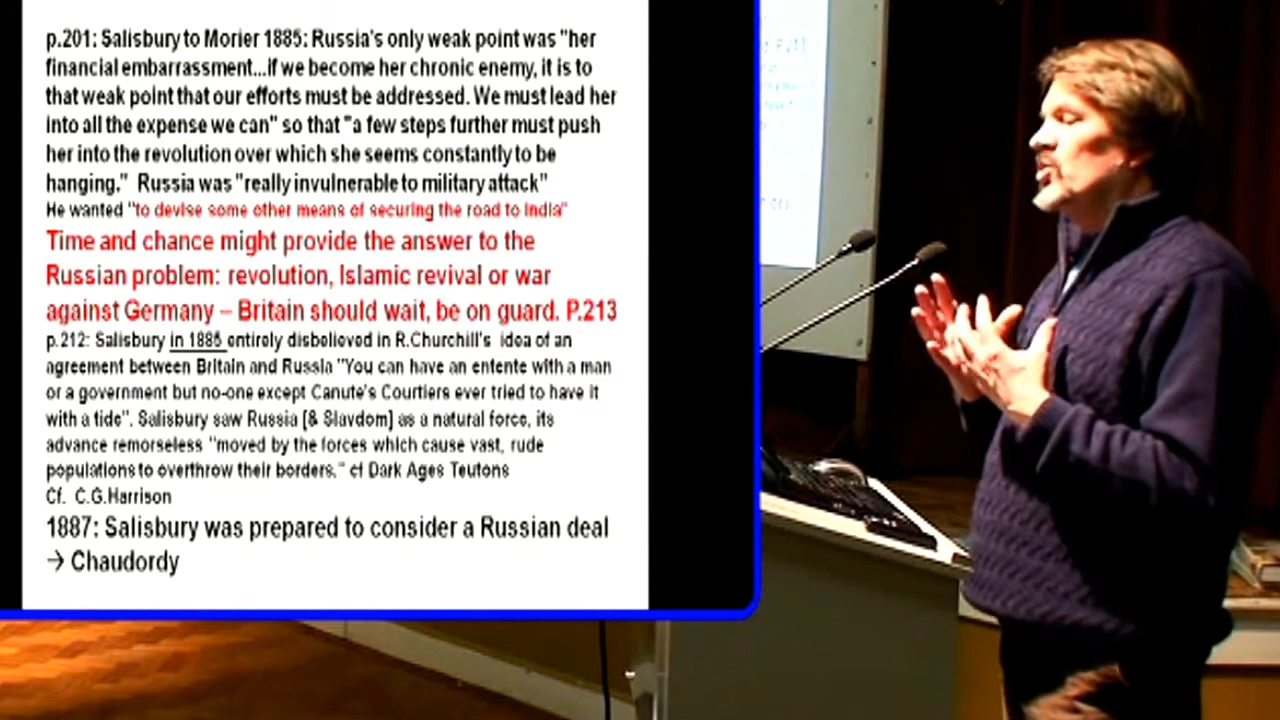 p.201: Salisbury to Morier 1885: Russia's only weak point was "her
financial embarrassment...if we become her chronic enemy, it is to
that weak point that our efforts must be addressed. We must lead her
into all the expense we can" so that "a few steps further must push
her into the revolution over which she seems constantly to be
hanging." Russia was "really invulnerable to military attack"
He wanted "to devise some other means of securing the road to India"
Time and chance might provide the answer to the
Russian problem: revolution, Islamic revival or war
against Germany – Britain should wait, be on guard. P.213
p.212: Salisbury in entirely disbelieved in R.Churchill's idea of an
agreement between Britain and Russia "You can have an entente with a man
or a government but no-one except Canute's Courtiers ever tried to have it
with a tide". Salisbury saw Russia [& Slavdom] as a natural force, its
advance remorseless "moved by the forces which cause vast, rude
populations to overthrow their borders." cf Dark Ages Teutons
Cf. C.G.Harrison
1887: Salisbury was prepared to consider a Russian deal
→ Chaudordy